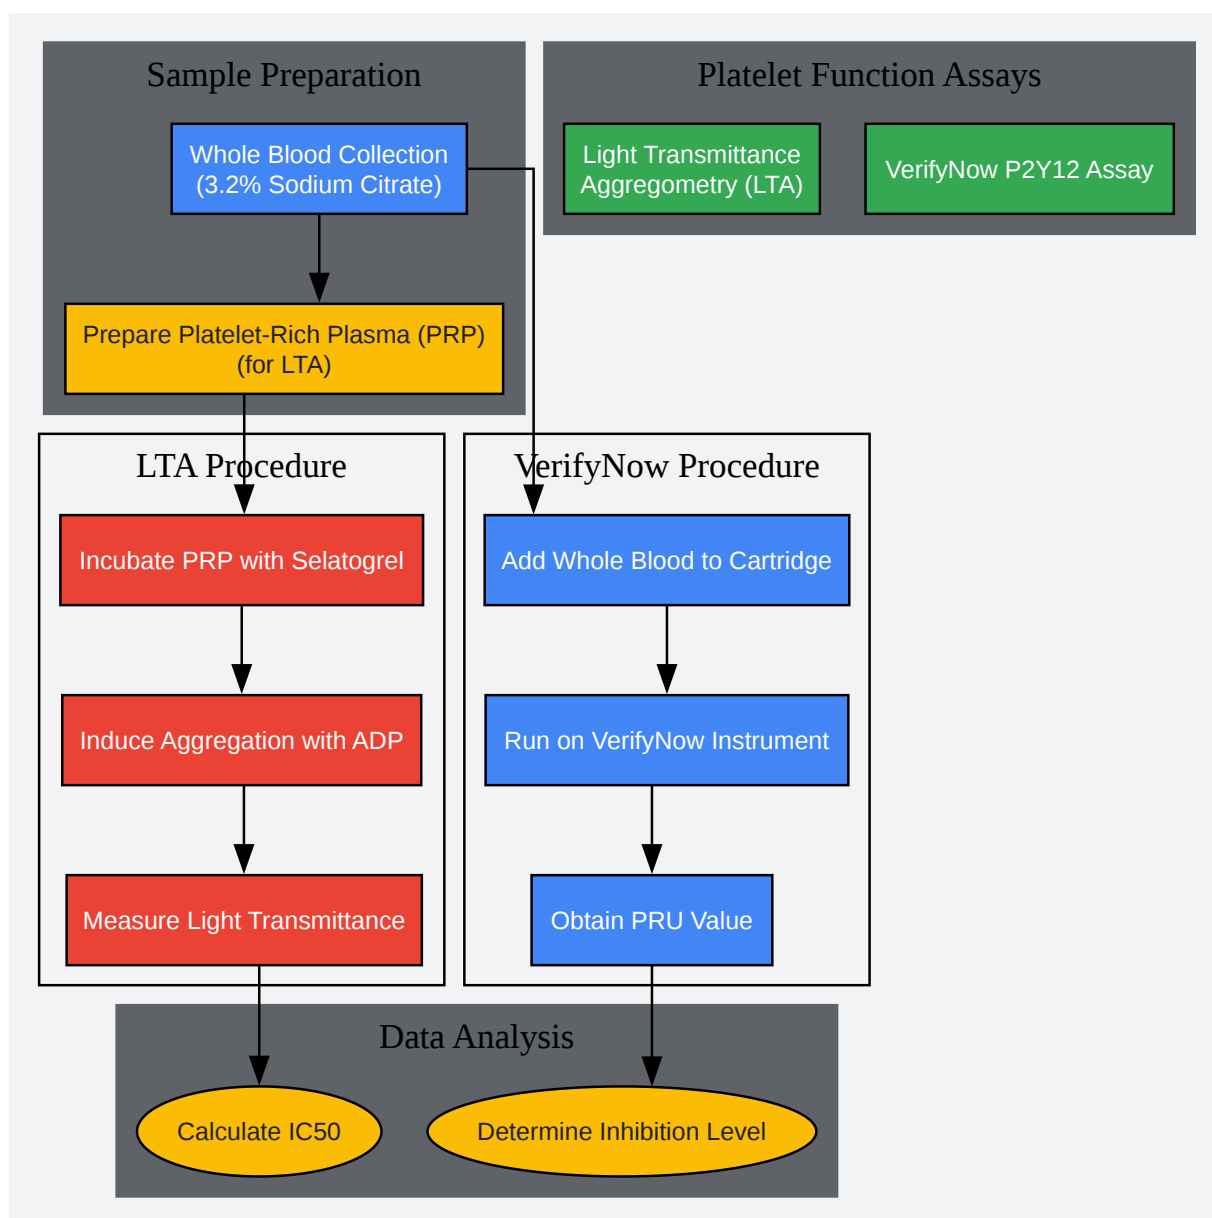 Sample Preparation
Whole Blood Collection
(3.2% Sodium Citrate)
Prepare Platelet-Rich Plasma (PRP)
(for LTA)
Platelet Function Assays
Light Transmittance
Aggregometry (LTA)
VerifyNow P2Y12 Assay
LTA Procedure
Incubate PRP with Selatogrel
Induce Aggregation with ADP
Measure Light Transmittance
VerifyNow Procedure
Add Whole Blood to Cartridge
Run on VerifyNow Instrument
Obtain PRU Value
Data Analysis
Calculate IC50
Determine Inhibition Level